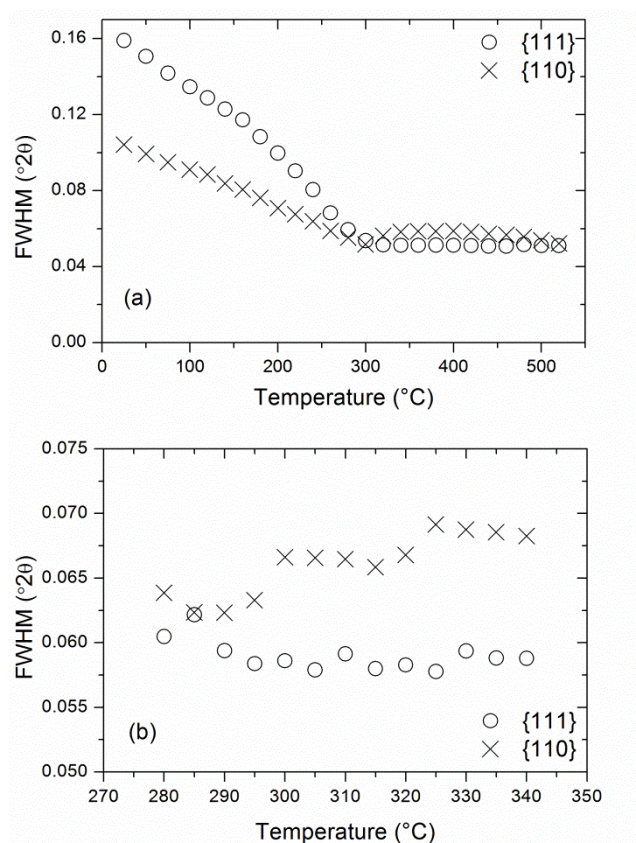 0.16
0.12
0.08
0.04
0.00
FWHM (°2θ)
{111}
{110}
(a)
0 100 200 300 400 500
Temperature (°C)
0.075
0.070
0.065
0.060
0.055
0.050
FWHM (°2θ)
(b)
{111}
{110}
270 280 290 300 310 320 330 340 350
Temperature (°C)